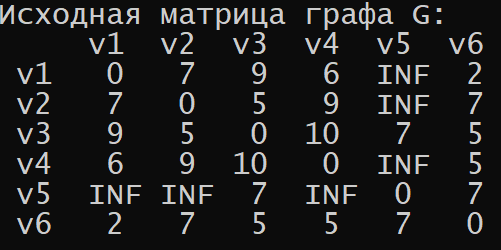 Исходная матрица графа G:
v1 v2 v3 v4 v5 v6
v1 0 7 9 6 INF 2
v2 7 0 5 9 INF 7
v3 9 5 0 10 7 5
v4 6 9 10 0 INF 5
v5 INF INF 7 INF 0 7
v6 2 7 5 5 7 0